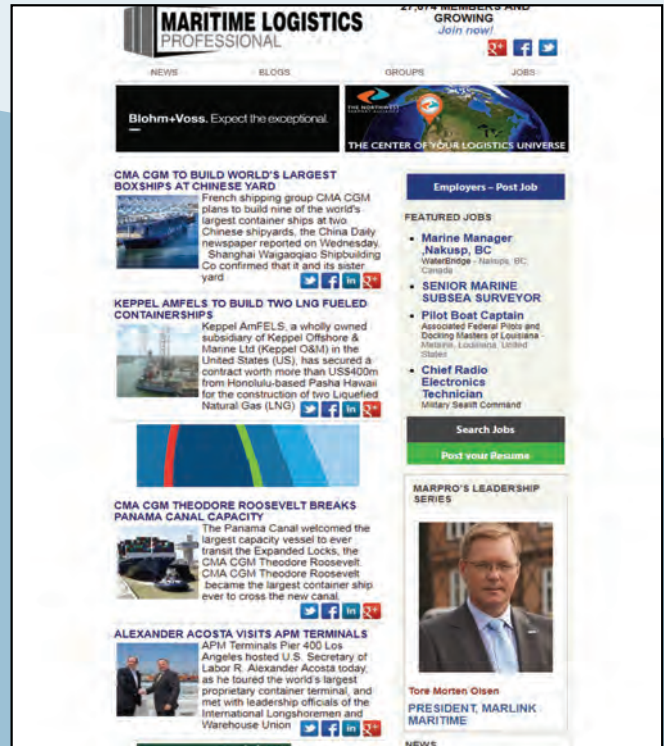 27,074 MEMBERS AND
GROWING
Join now!
MARITIME LOGISTICS
PROFESSIONAL
NEWS BLOGS GROUPS JOBS
Blohm+Voss. Expect the exceptional.
THE NORTHWEST
THE CENTER OF YOUR LOGISTICS UNIVERSE
CMA CGM TO BUILD WORLD'S LARGEST
BOXSHIPS AT CHINESE YARD
French shipping group CMA CGM
plans to build nine of the world's
largest container ships at two
Chinese shipyards, the China Daily
newspaper reported on Wednesday.
Shanghai Waigaoqiao Shipbuilding
Co confirmed that it and its sister
yard
KEPPEL AMFELS TO BUILD TWO LNG FUELED
CONTAINERSHIPS
Keppel AmFELS, a wholly owned
subsidiary of Keppel Offshore &
Marine Ltd (Keppel O&M) in the
United States (US), has secured a
contract worth more than US$400m
from Honolulu-based Pasha Hawaii
for the construction of two Liquefied
Natural Gas (LNG)
CMA CGM THEODORE ROOSEVELT BREAKS
PANAMA CANAL CAPACITY
The Panama Canal welcomed the
largest capacity vessel to ever
transit the Expanded Locks, the
CMA CGM Theodore Roosevelt.
CMA CGM Theodore Roosevelt
became the largest container ship
ever to cross the new canal.
ALEXANDER ACOSTA VISITS APM TERMINALS
APM Terminals Pier 400 Los
Angeles hosted U.S. Secretary of
Labor R. Alexander Acosta today,
as he toured the world's largest
proprietary container terminal, and
met with leadership officials of the
International Longshoremen and
Warehouse Union
Employers – Post Job
FEATURED JOBS
Marine Manager
,Nakusp, BC
WaterBridge - Nakups, BC,
Canada
SENIOR MARINE
SUBSEA SURVEYOR
Pilot Boat Captain
Associated Federal Pilots and
Docking Masters of Louisiana -
Metairie, Louisiana, United
States
Chief Radio
Electronics
Technician
Military Sealift Command
Search Jobs
Post your Resume
MARPRO'S LEADERSHIP
SERIES
Tore Morten Olsen
PRESIDENT, MARLINK
MARITIME
NEWS